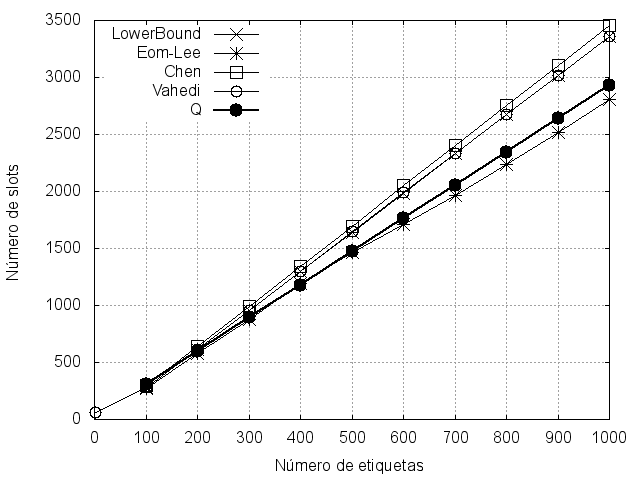 3500
3000
2500
2000
1500
1000
500
0
LowerBound
Eom-Lee
Chen
Vahedi
Q
Número de slots
0 100 200 300 400 500 600 700 800 900 1000
Número de etiquetas